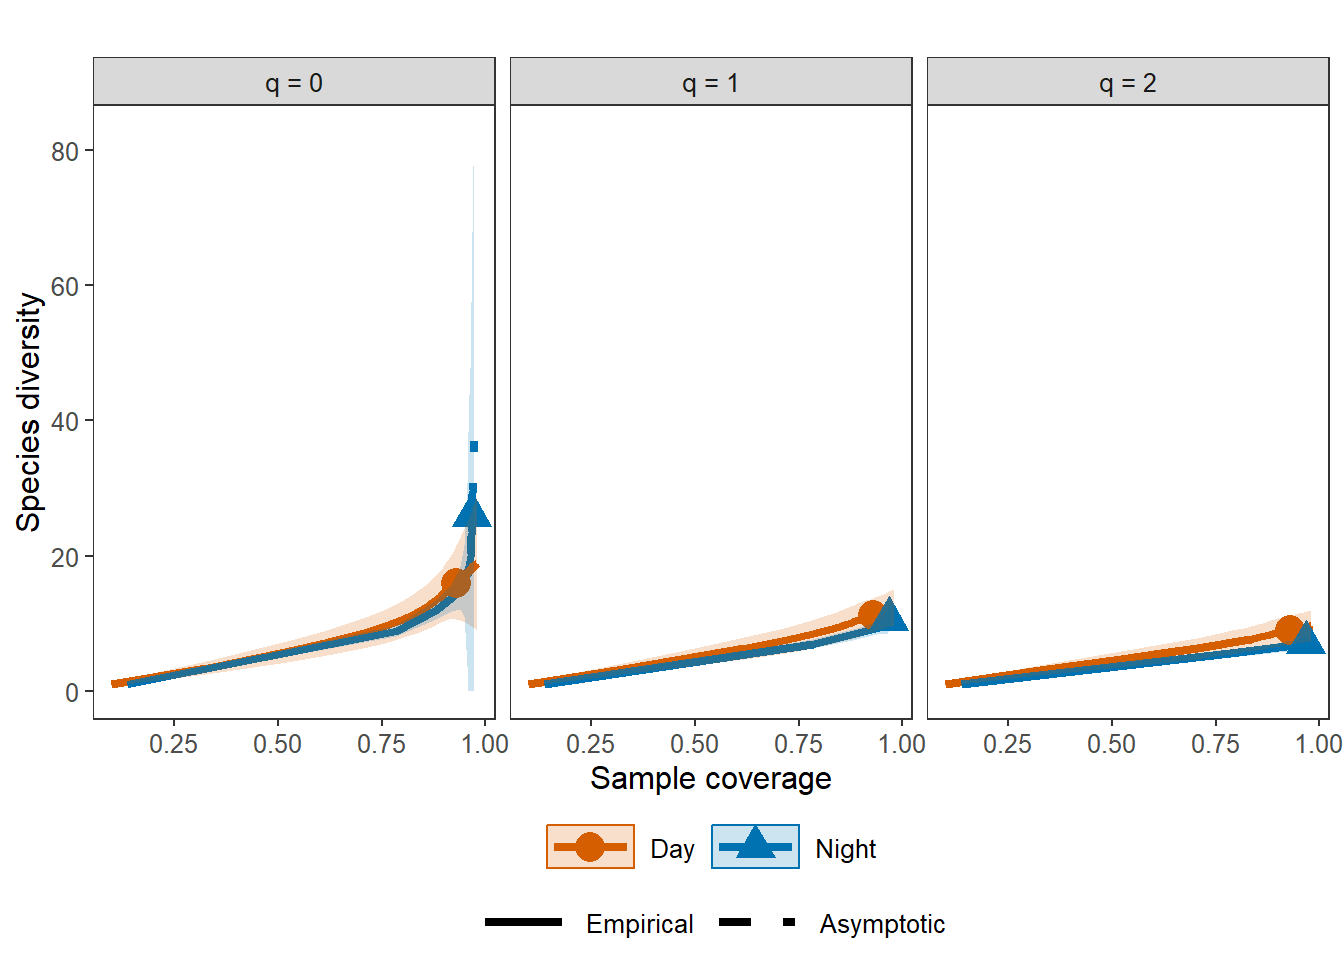 q = 0
q = 1
q = 2
Species diversity
80
60
40
20
0
0.25 0.50 0.75 1.00
0.25 0.50 0.75 1.00
0.25 0.50 0.75 1.00
Sample coverage
Day Night
Empirical Asymptotic